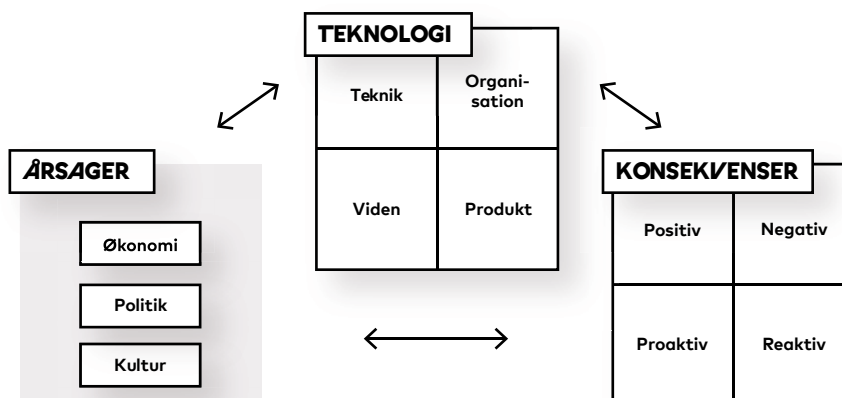 TEKNOLOGI
Teknik
Organi-
sation
Viden
Produkt
ÅRSAGER
Økonomi
Politik
Kultur
KONSEKVENSER
Positiv
Negativ
Proaktiv
Reaktiv